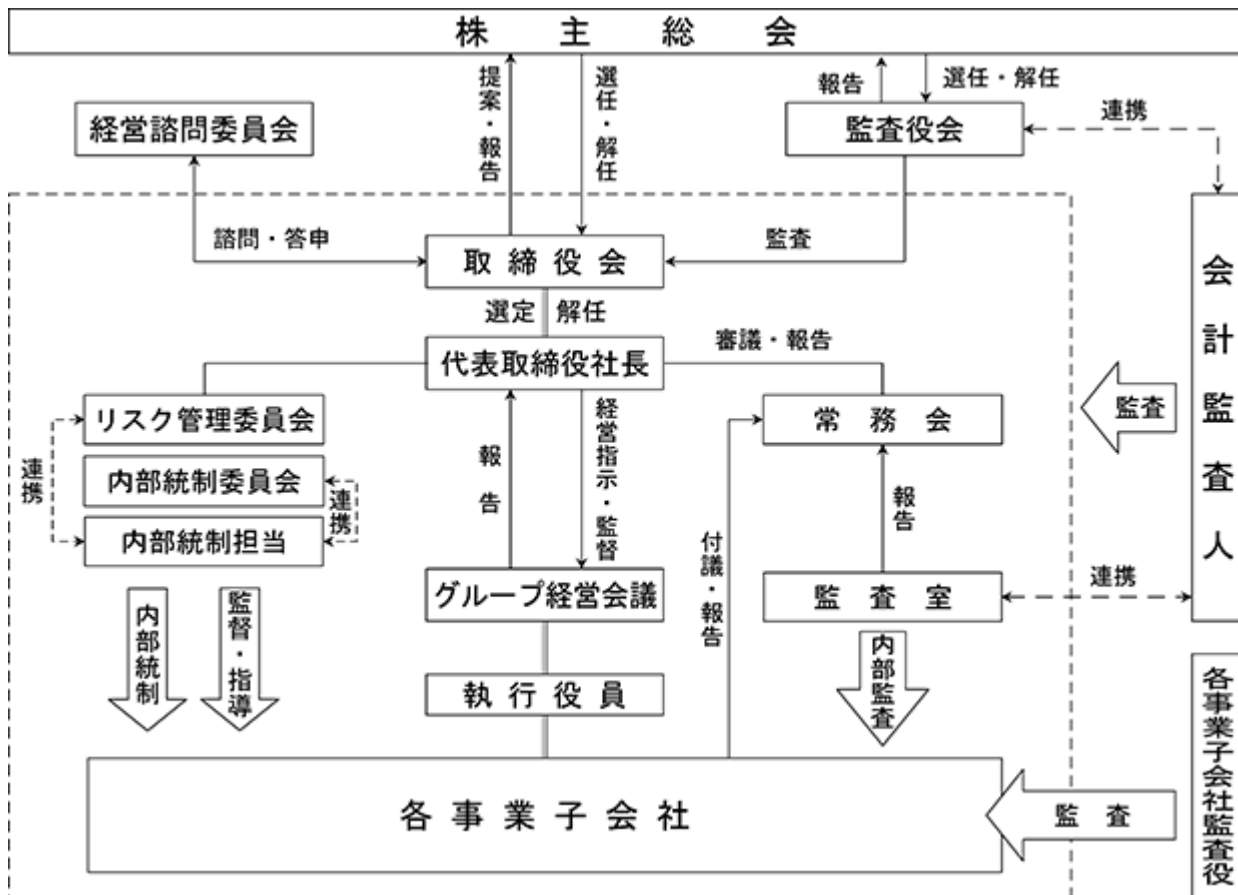 株主総会
提案・報告
選任・解任
報告
選任・解任
経営諮問委員会
監査役会
連携
諮問・答申
取締役会
監査
会計監査人
選定 解任
代表取締役社長
審議・報告
リスク管理委員会
内部統制委員会
内部統制担当
連携
連携
報告
経営指示・監督
常務会
報告
監査
付議・報告
グループ経営会議
監査室
連携
内部統制
監督・指導
内部監査
執行役員
各事業子会社
監査
各事業子会社監査役